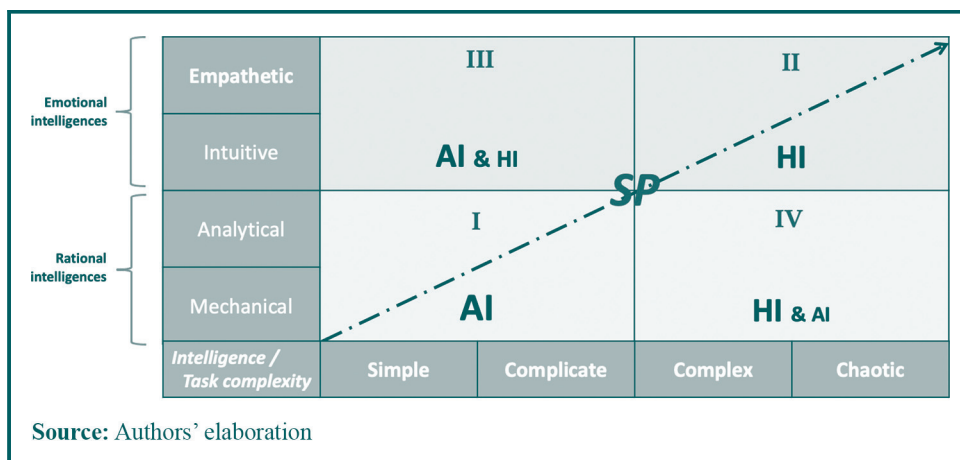 Empathetic
III
II
Emotional
intelligences
Intuitive
AI & HI
HI
SP
Analytical
I
IV
Rational
intelligences
Mechanical
AI
HI & AI
Intelligence /
Task complexity
Simple
Complicate
Complex
Chaotic
Source: Authors’ elaboration